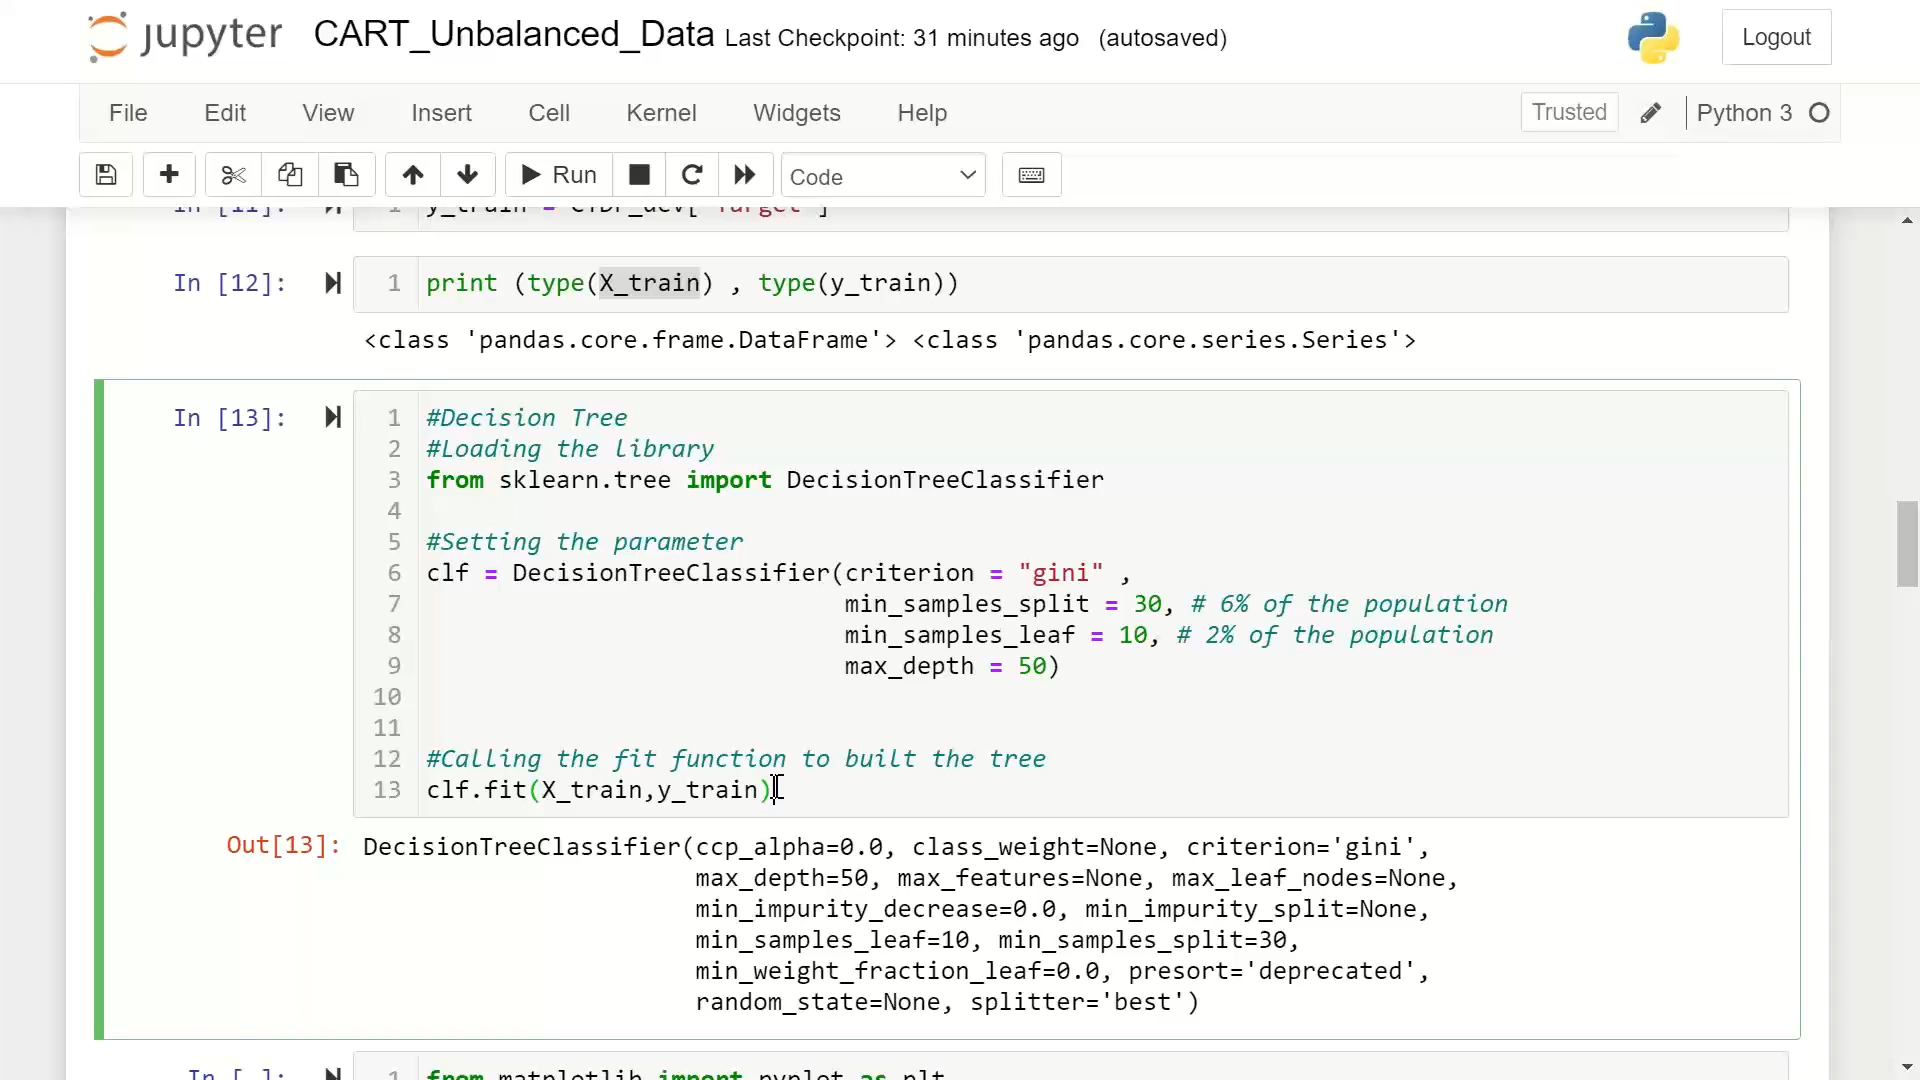 jupyter CART_Unbalanced_Data Last Checkpoint: 31 minutes ago (autosaved) Logout
File Edit View Insert Cell Kernel Widgets Help Trusted Python 3
Run Code
In [11]: 1 y_train = CTDF_dev["Target"]
In [12]: 1 print (type(X_train) , type(y_train))
<class 'pandas.core.frame.DataFrame'> <class 'pandas.core.series.Series'>
In [13]: 1 #Decision Tree
2 #Loading the library
3 from sklearn.tree import DecisionTreeClassifier
4
5 #Setting the parameter
6 clf = DecisionTreeClassifier(criterion = "gini" ,
7 min_samples_split = 30, # 6% of the population
8 min_samples_leaf = 10, # 2% of the population
9 max_depth = 50)
10
11
12 #Calling the fit function to built the tree
13 clf.fit(X_train,y_train)
Out[13]: DecisionTreeClassifier(ccp_alpha=0.0, class_weight=None, criterion='gini',
max_depth=50, max_features=None, max_leaf_nodes=None,
min_impurity_decrease=0.0, min_impurity_split=None,
min_samples_leaf=10, min_samples_split=30,
min_weight_fraction_leaf=0.0, presort='deprecated',
random_state=None, splitter='best')
In [ ]: 1 from matplotlib import pyplot as plt